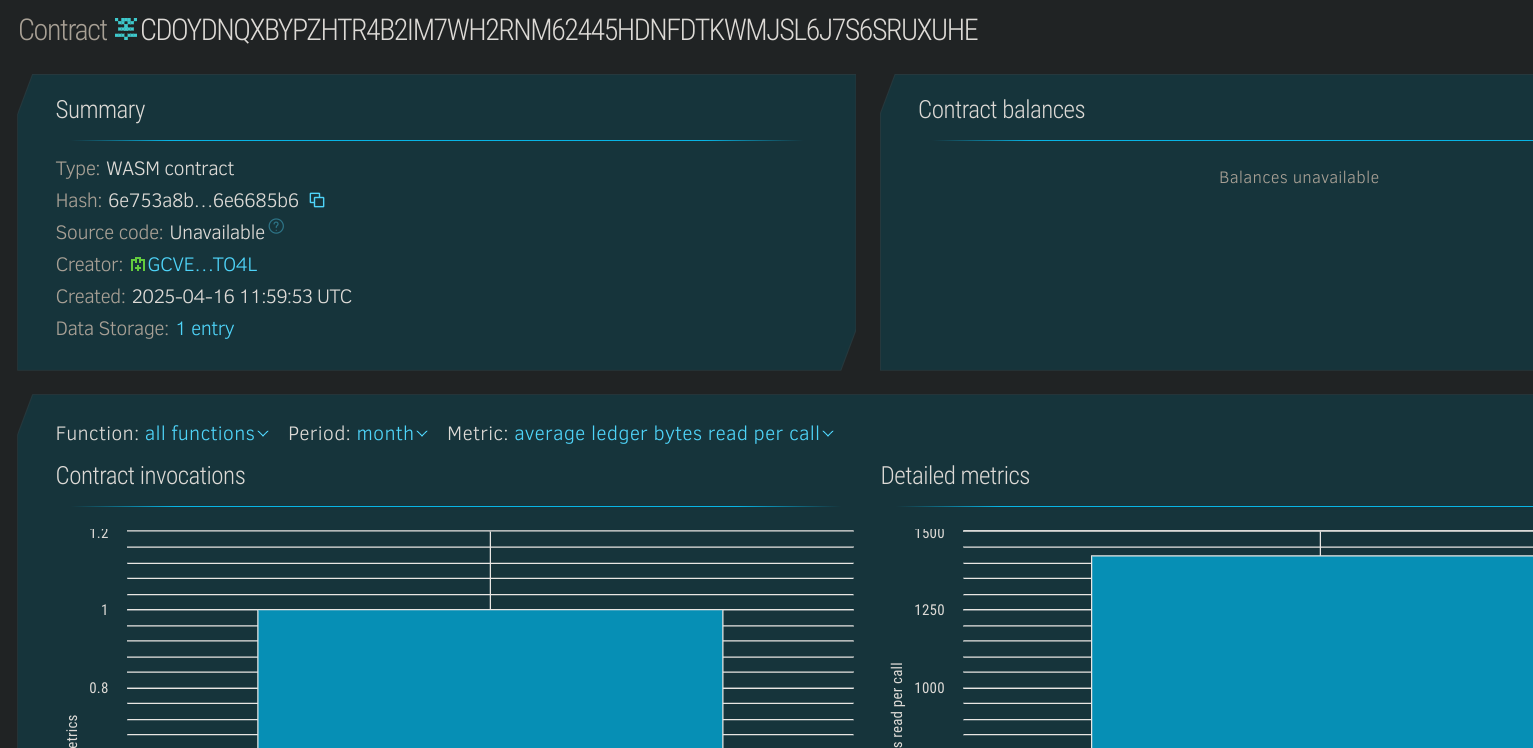 Contract CDOYDNQXBYPZHTR4B2IM7WH2RNM62445HDNFDTKWMJSL6J7S6SRUXUHE
Summary
Type: WASM contract
Hash: 6e753a8b…6e6685b6
Source code: Unavailable
Creator: GCVE…TO4L
Created: 2025-04-16 11:59:53 UTC
Data Storage: 1 entry
Contract balances
Balances unavailable
Function: all functions Period: month Metric: average ledger bytes read per call
Contract invocations
1.2
1
0.8
etrics
Detailed metrics
1500
1250
1000
s read per call